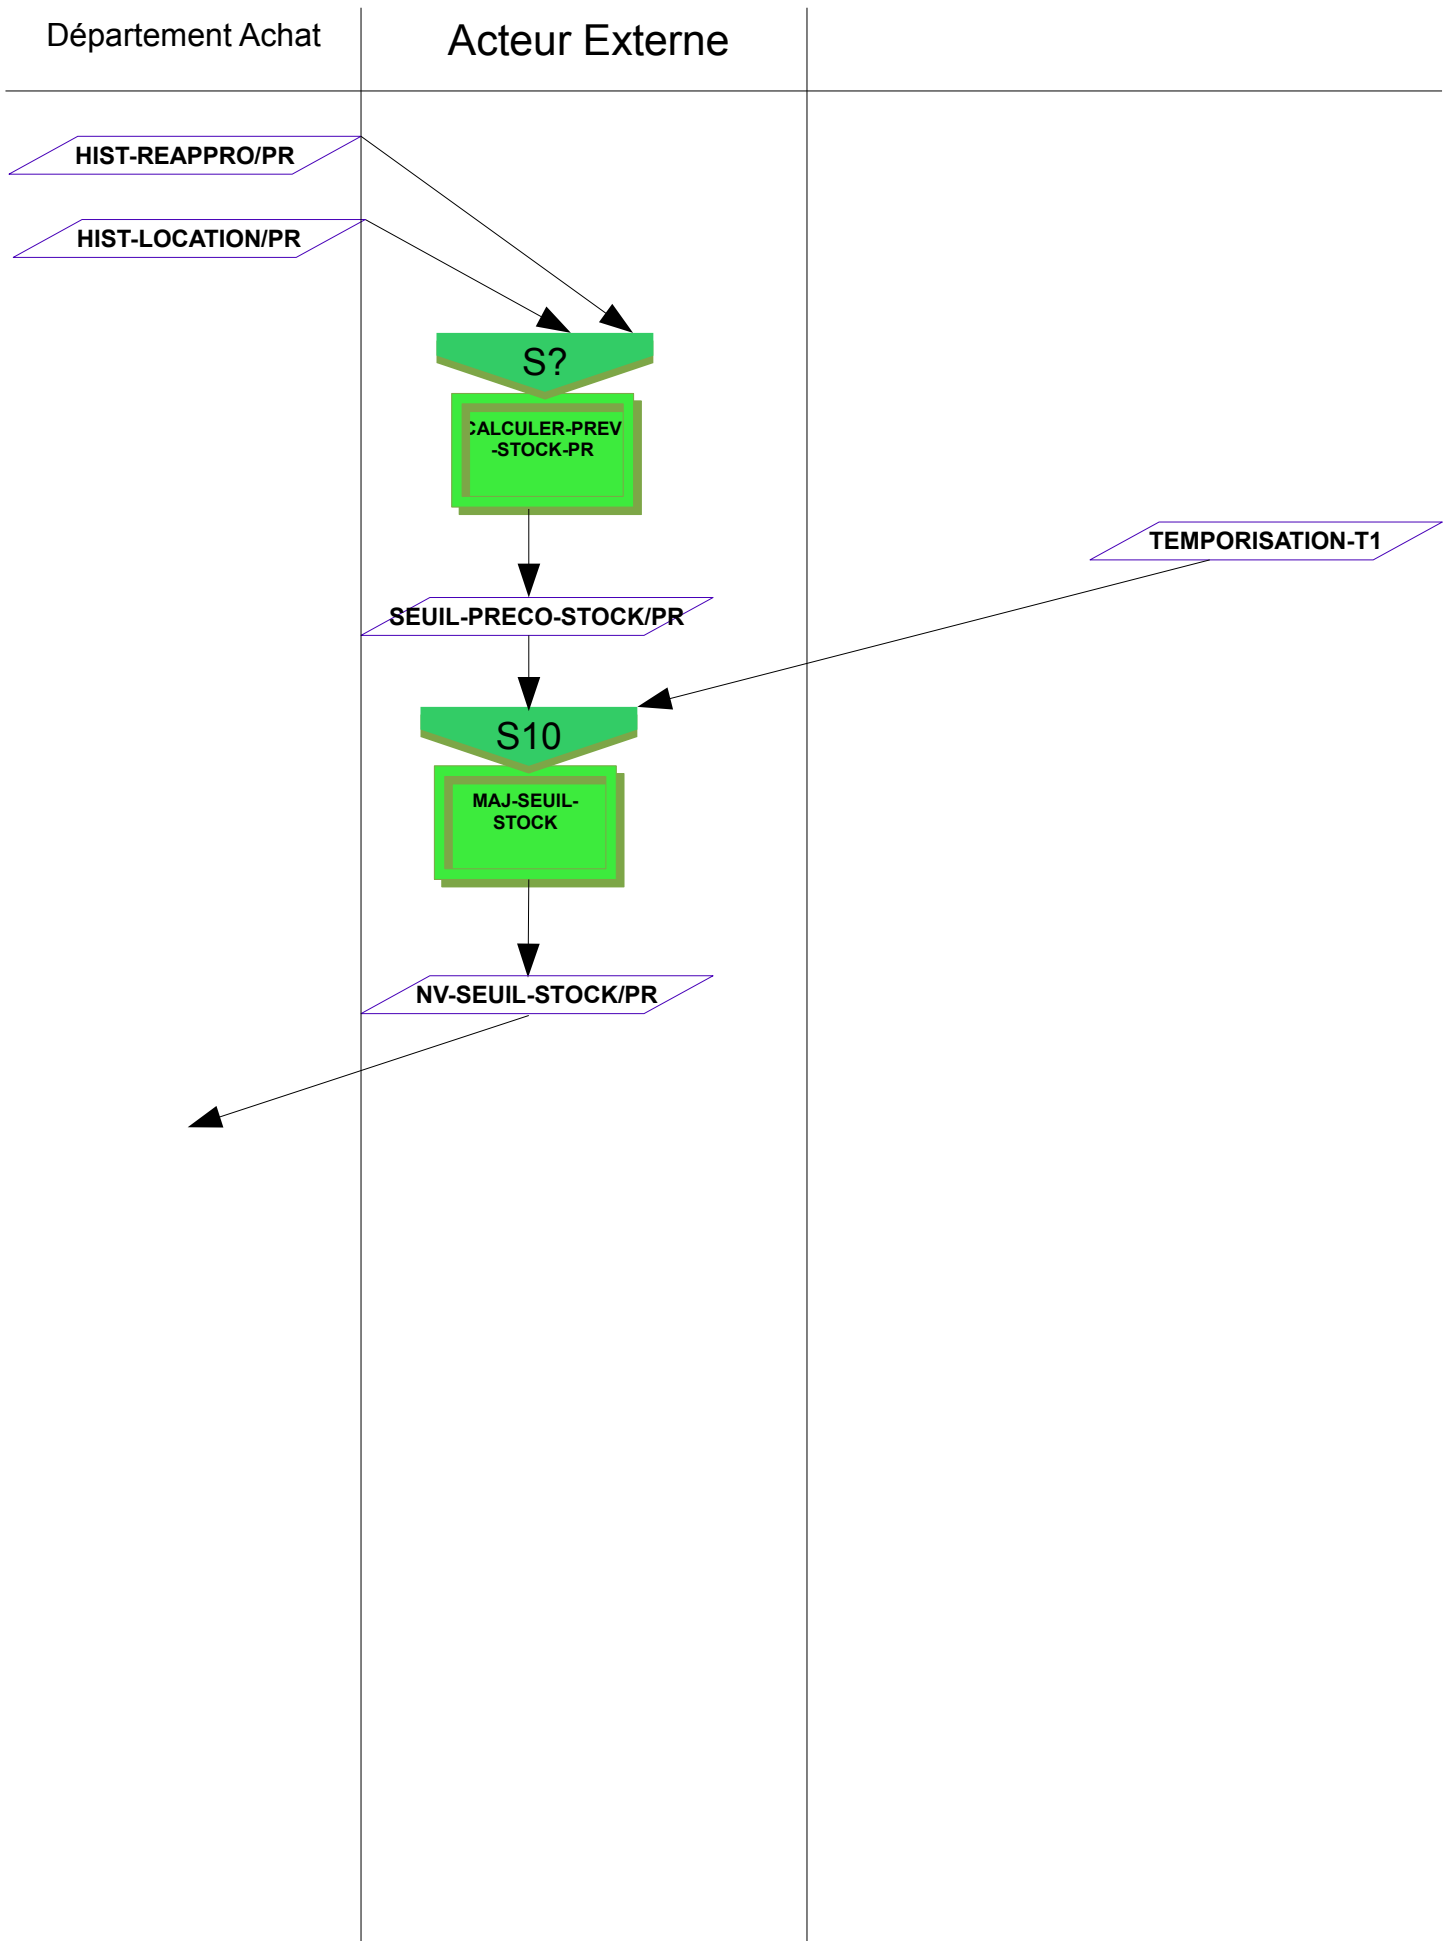 Département Achat
Acteur Externe
HIST-REAPPRO/PR
HIST-LOCATION/PR
S?
CALCULER-PREV
-STOCK-PR
TEMPORISATION-T1
SEUIL-PRECO-STOCK/PR
S10
MAJ-SEUIL-
STOCK
NV-SEUIL-STOCK/PR